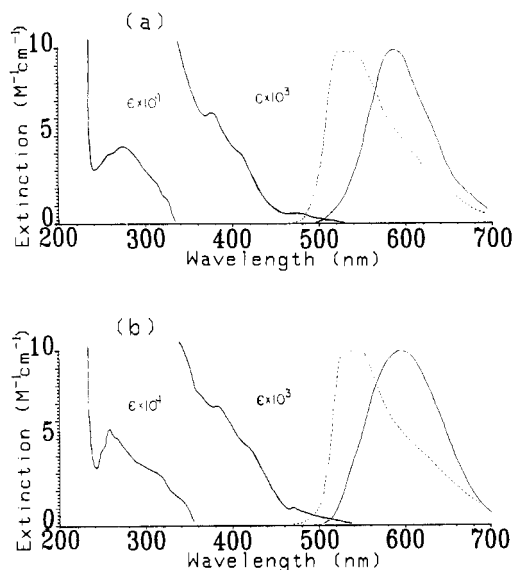 (a)
10
5
0
Extinction (M⁻¹cm⁻¹)
ε×10⁴
ε×10³
200 300 400 500 600 700
Wavelength (nm)
(b)
10
5
0
Extinction (M⁻¹cm⁻¹)
ε×10⁴
ε×10³
200 300 400 500 600 700
Wavelength (nm)